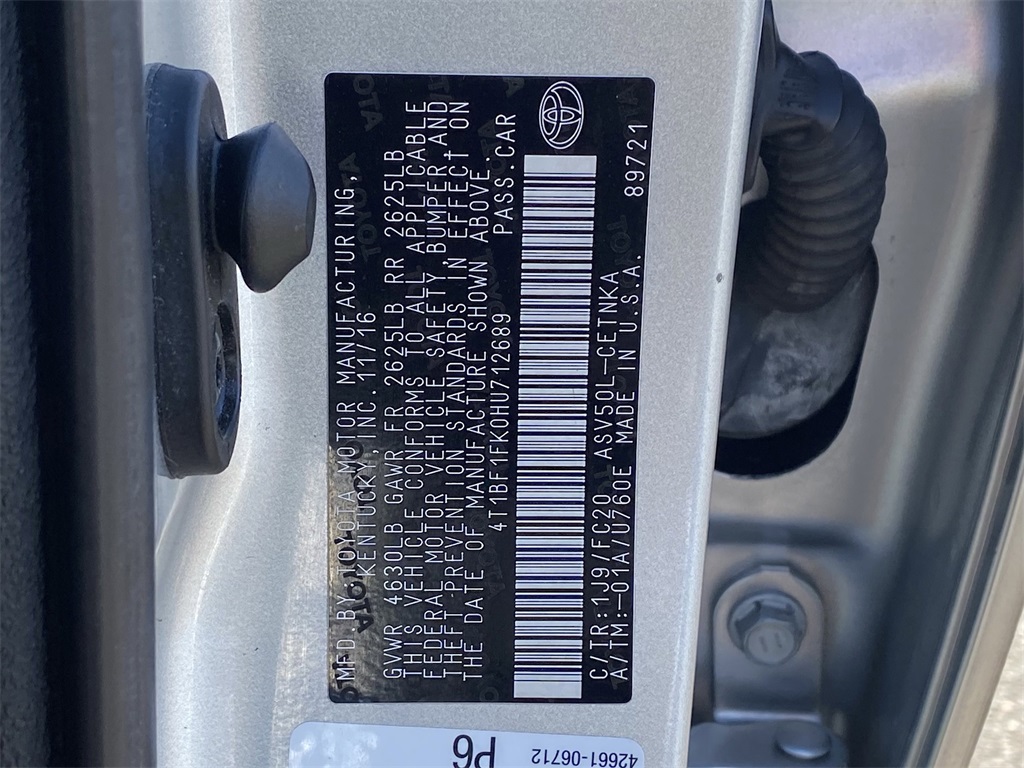 MFD. BY TOYOTA MOTOR MANUFACTURING,
KENTUCKY, INC. 11/16
GVWR 4630LB GAWR FR 2625LB RR 2625LB
THIS VEHICLE CONFORMS TO ALL APPLICABLE
FEDERAL MOTOR VEHICLE SAFETY, BUMPER, AND
THEFT PREVENTION STANDARDS IN EFFECT ON
THE DATE OF MANUFACTURE SHOWN ABOVE.
4T1BF1FK0HU712689 PASS.CAR
C/TR:1J9/FC20 ASV50L-CETNKA
A/TM:-01A/U760E MADE IN U.S.A. 89721
P6
42661-06712